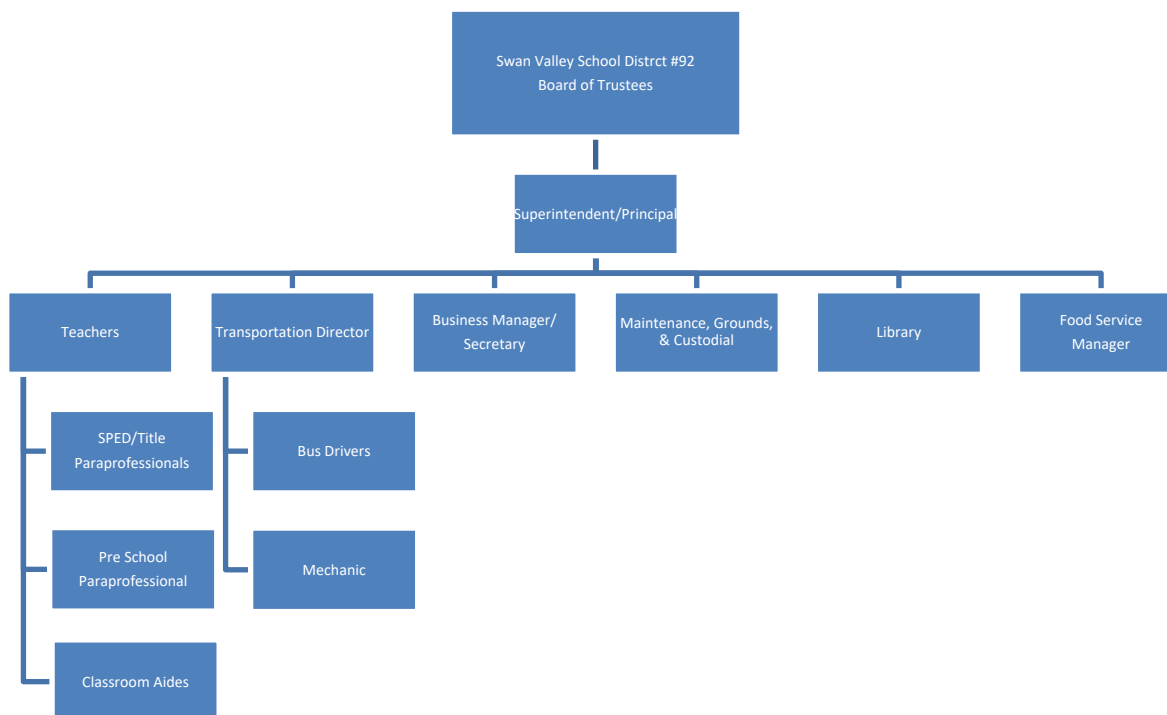 Swan Valley School Distrct #92
Board of Trustees
Superintendent/Principal
Teachers
Transportation Director
Business Manager/
Secretary
Maintenance, Grounds,
& Custodial
Library
Food Service
Manager
SPED/Title
Paraprofessionals
Bus Drivers
Pre School
Paraprofessional
Mechanic
Classroom Aides